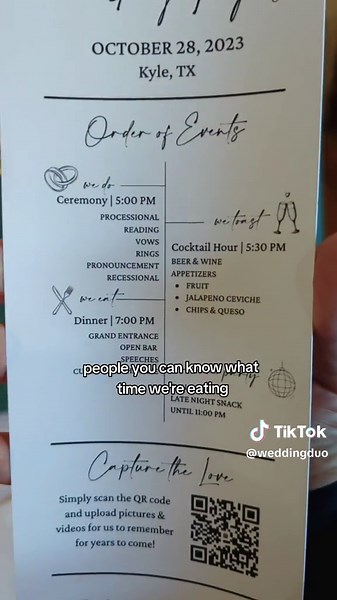 OCTOBER 28, 2023
Kyle, TX
Order of Events
we do
Ceremony | 5:00 PM
PROCESSIONAL
READING
VOWS
RINGS
PRONOUNCEMENT
RECESSIONAL
we toast
Cocktail Hour | 5:30 PM
BEER & WINE
APPETIZERS
• FRUIT
• JALAPENO CEVICHE
• CHIPS & QUESO
we eat
Dinner | 7:00 PM
GRAND ENTRANCE
OPEN BAR
SPEECHES
party
LATE NIGHT SNACK
UNTIL 11:00 PM
people you can know what
time we're eating
TikTok
@weddingduo
Capture the Love
Simply scan the QR code
and upload pictures &
videos for us to remember
for years to come!